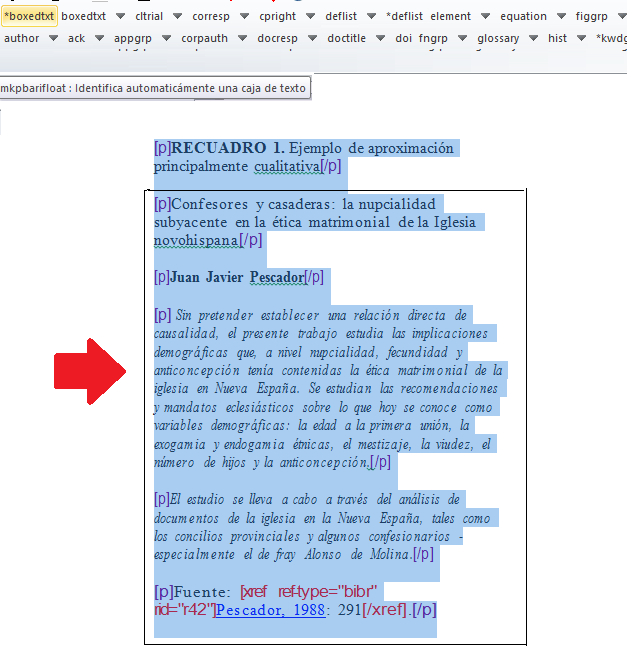 *boxedtxt boxedtxt cltrial corresp cpright deflist *deflist element equation figgrp
author ack appgrp corpauth docresp doctitle doi fngrp glossary hist *kwdg
mkpbarifloat : Identifica automaticámente una caja de texto
[p]RECUADRO 1. Ejemplo de aproximación
principalmente cualitativa[/p]
[p]Confesores y casaderas: la nupcialidad
subyacente en la ética matrimonial de la Iglesia
novohispana[/p]
[p]Juan Javier Pescador[/p]
[p] Sin pretender establecer una relación directa de
causalidad, el presente trabajo estudia las implicaciones
demográficas que, a nivel nupcialidad, fecundidad y
anticoncepción tenía contenidas la ética matrimonial de la
iglesia en Nueva España. Se estudian las recomendaciones
y mandatos eclesiásticos sobre lo que hoy se conoce como
variables demográficas: la edad a la primera unión, la
exogamia y endogamia étnicas, el mestizaje, la viudez, el
número de hijos y la anticoncepción.[/p]
[p]El estudio se lleva a cabo a través del análisis de
documentos de la iglesia en la Nueva España, tales como
los concilios provinciales y algunos confesionarios -
especialmente el de fray Alonso de Molina.[/p]
[p]Fuente: [xref ref-type="bibr"
rid="r42"]Pescador, 1988: 291[/xref].[/p]